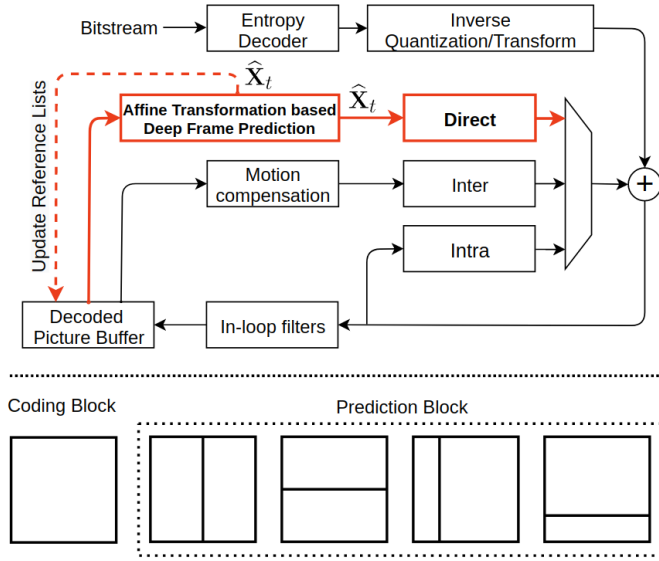 Bitstream
Entropy
Decoder
Inverse
Quantization/Transform
X̂ₜ
X̂ₜ
Affine Transformation based
Deep Frame Prediction
Direct
Update Reference Lists
Motion
compensation
Inter
Intra
+
Decoded
Picture Buffer
In-loop filters
Coding Block
Prediction Block